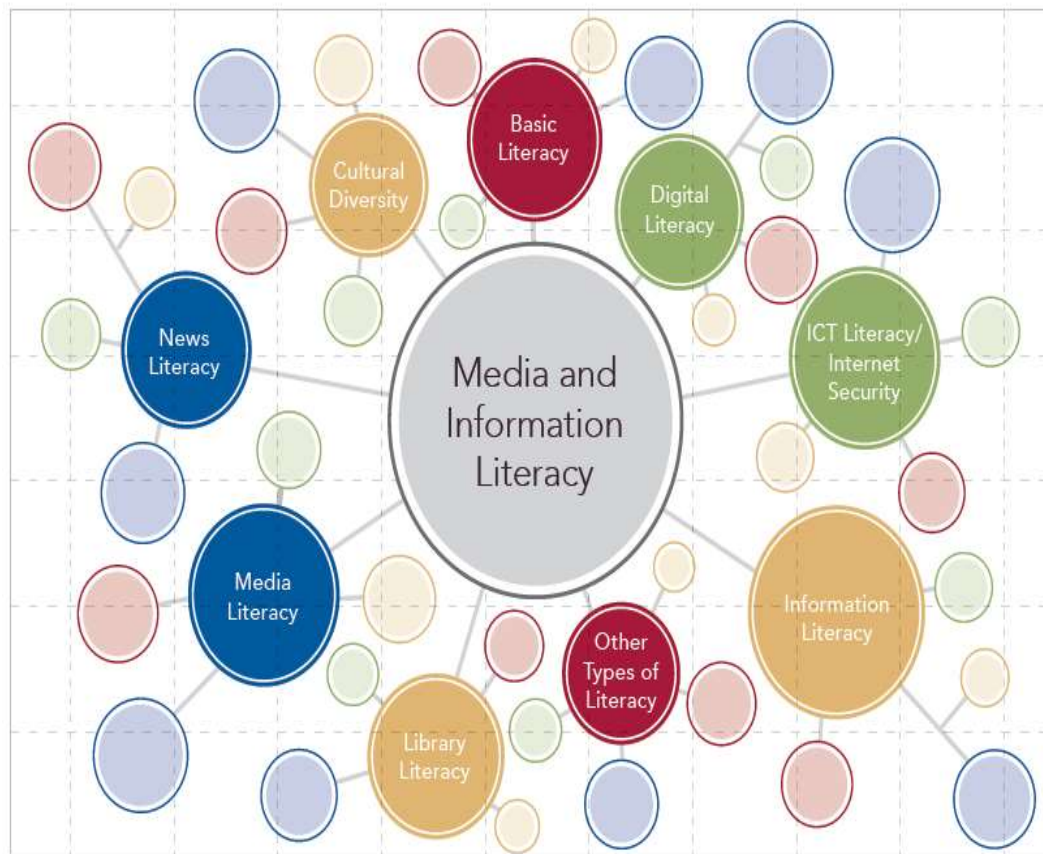 Basic
Literacy
Cultural
Diversity
Digital
Literacy
News
Literacy
ICT Literacy/
Internet
Security
Media and
Information
Literacy
Media
Literacy
Information
Literacy
Other
Types of
Literacy
Library
Literacy